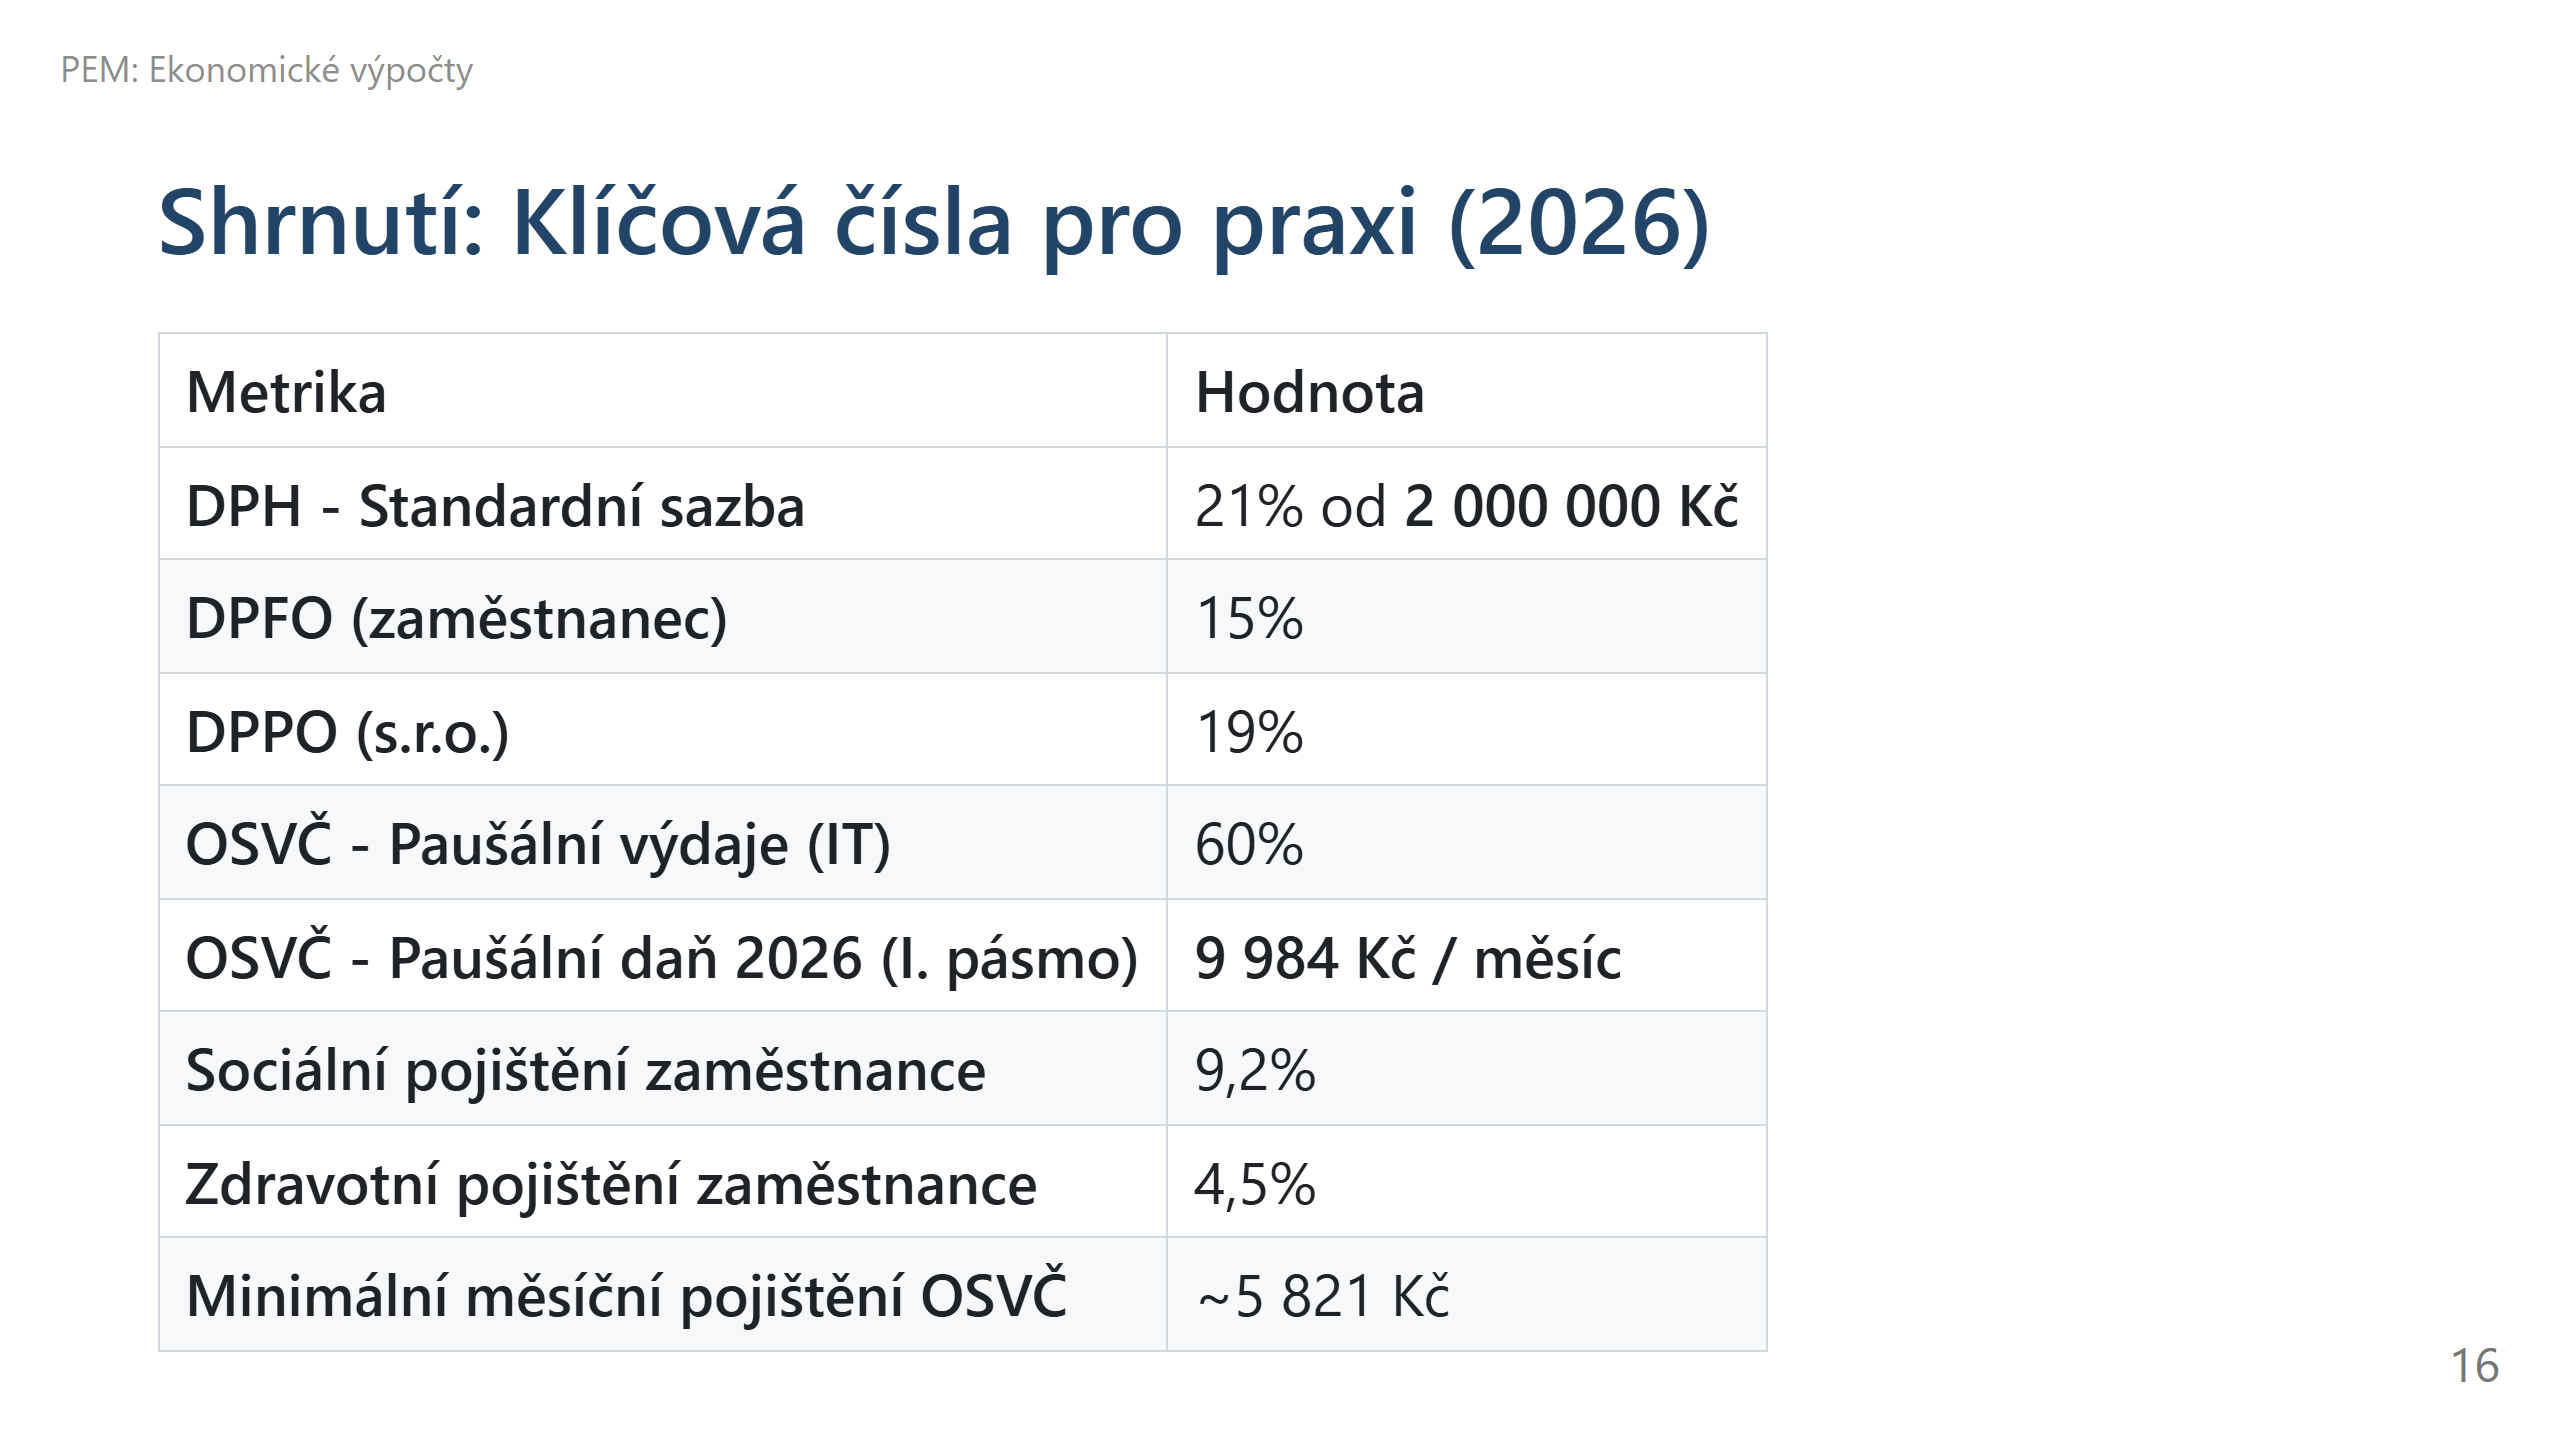 PEM: Ekonomické výpočty
Shrnutí: Klíčová čísla pro praxi (2026)
Metrika Hodnota
DPH - Standardní sazba 21% od 2 000 000 Kč
DPFO (zaměstnanec) 15%
DPPO (s.r.o.) 19%
OSVČ - Paušální výdaje (IT) 60%
OSVČ - Paušální daň 2026 (I. pásmo) 9 984 Kč / měsíc
Sociální pojištění zaměstnance 9,2%
Zdravotní pojištění zaměstnance 4,5%
Minimální měsíční pojištění OSVČ ~5 821 Kč
16